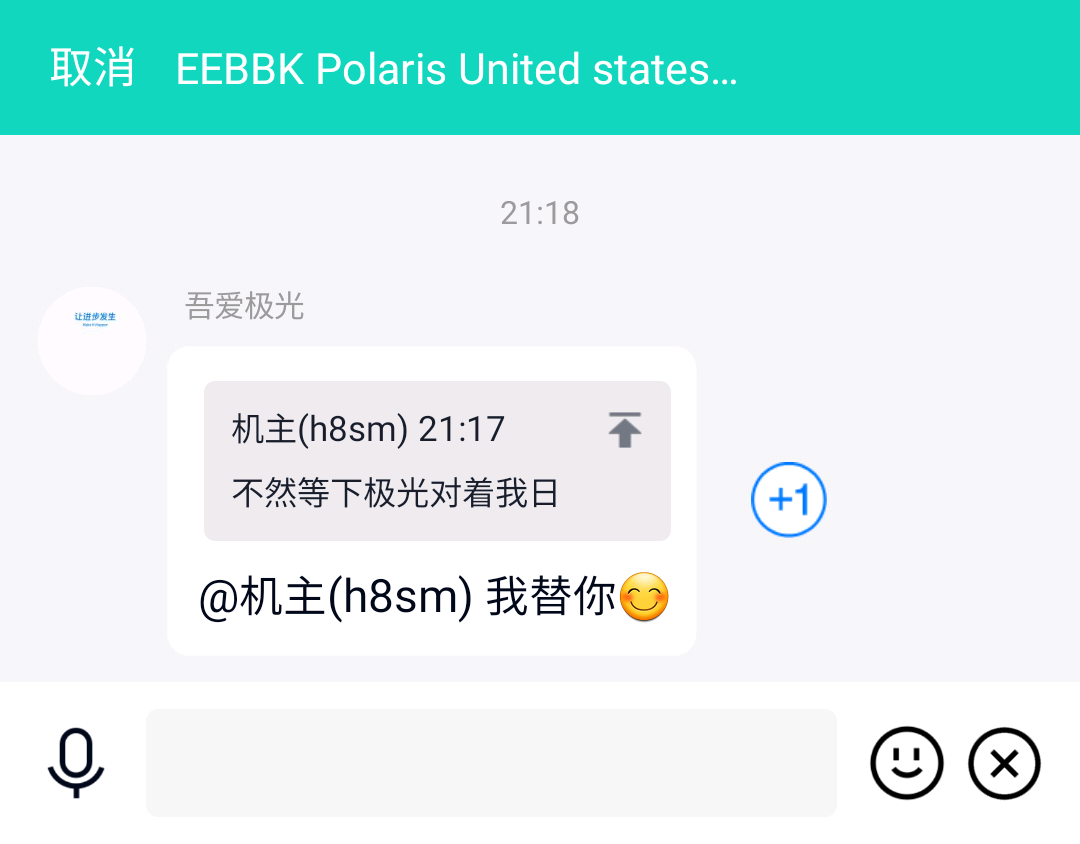 取消 EEBBK Polaris United states…
21:18
吾爱极光
让进步发生
机主(h8sm) 21:17
不然等下极光对着我日
+1
@机主(h8sm) 我替你😊